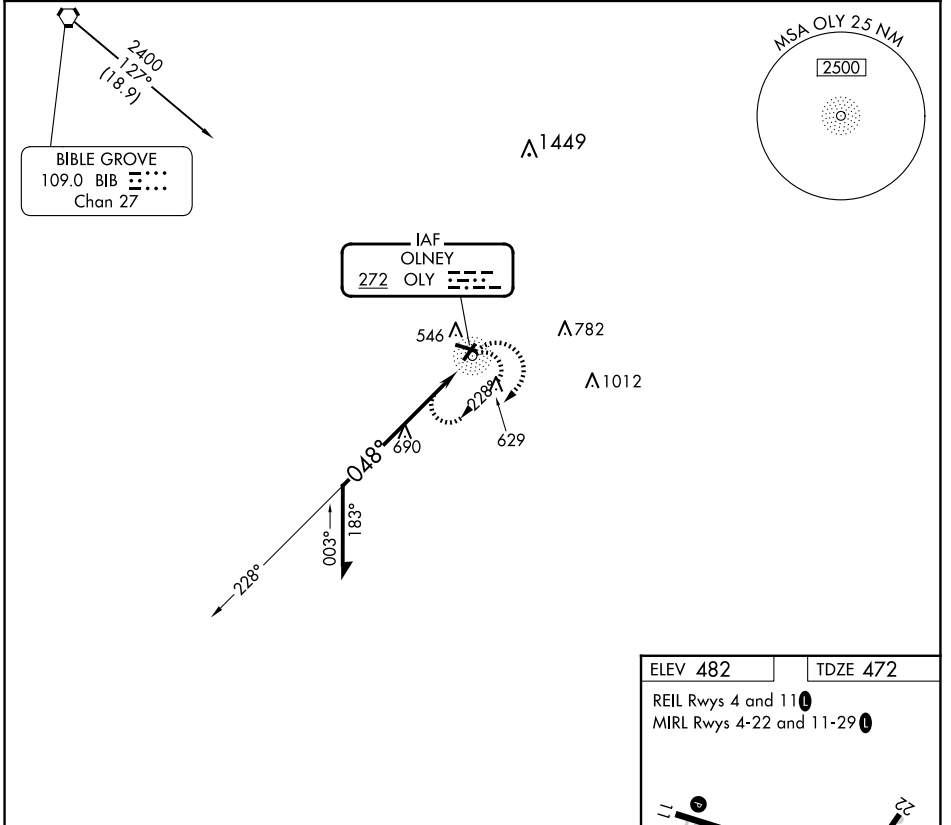 2400
127°
(18.9)
MSA OLY 25 NM
2500
BIBLE GROVE
109.0 BIB
Chan 27
1449
IAF
OLNEY
272 OLY
546
782
1012
228°
629
690
048°
003°
183°
228°
ELEV 482
TDZE 472
REIL Rwys 4 and 11 L
MIRL Rwys 4-22 and 11-29 L
11
P
22